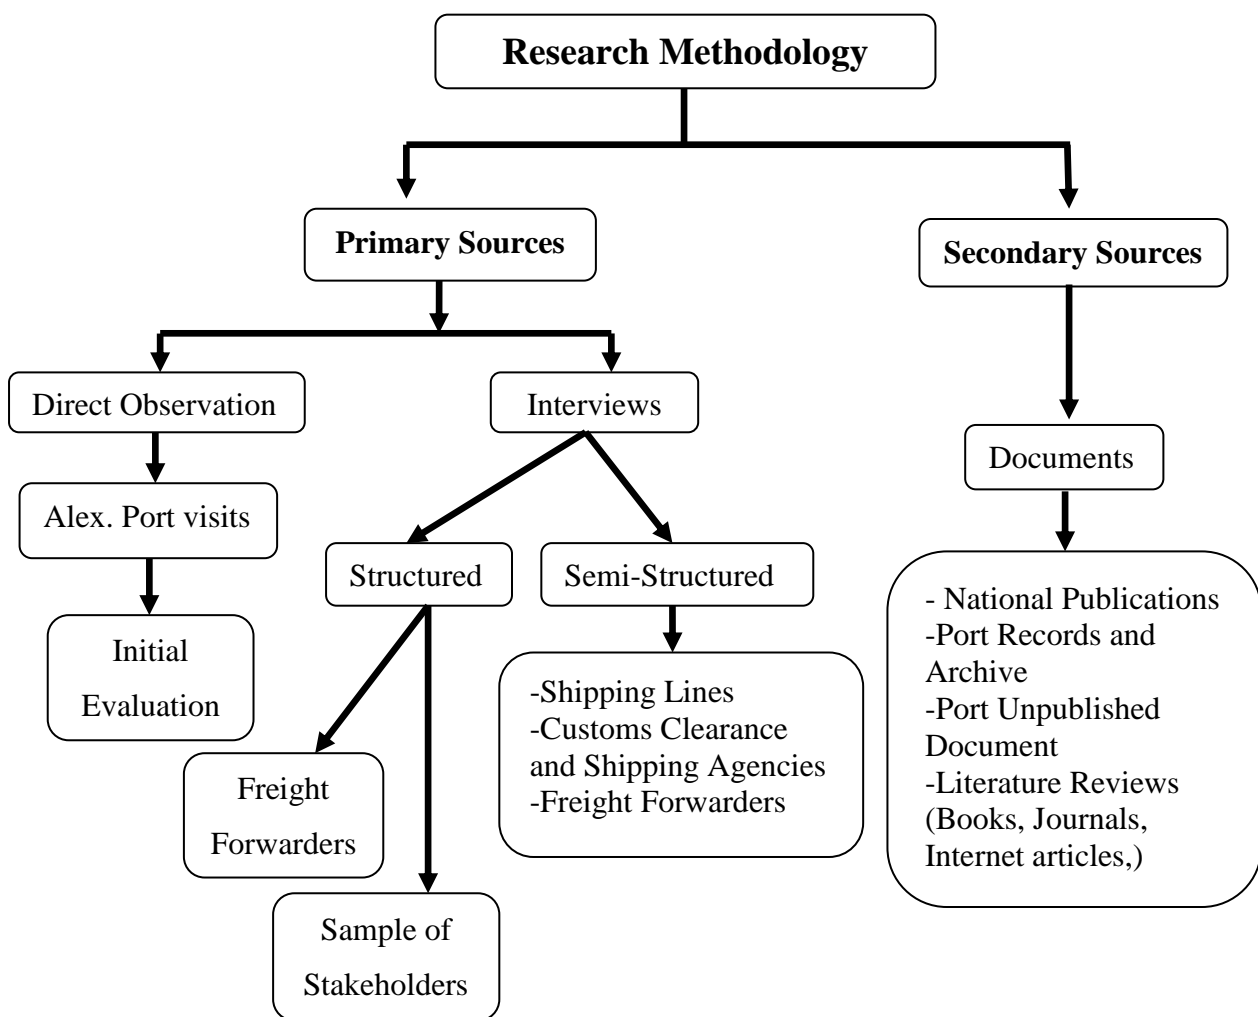 Research Methodology
Primary Sources
Secondary Sources
Direct Observation
Interviews
Documents
Alex. Port visits
Structured
Semi-Structured
Initial
Evaluation
- National Publications
-Port Records and
Archive
-Port Unpublished
Document
-Literature Reviews
(Books, Journals,
Internet articles,)
-Shipping Lines
-Customs Clearance
and Shipping Agencies
-Freight Forwarders
Freight
Forwarders
Sample of
Stakeholders